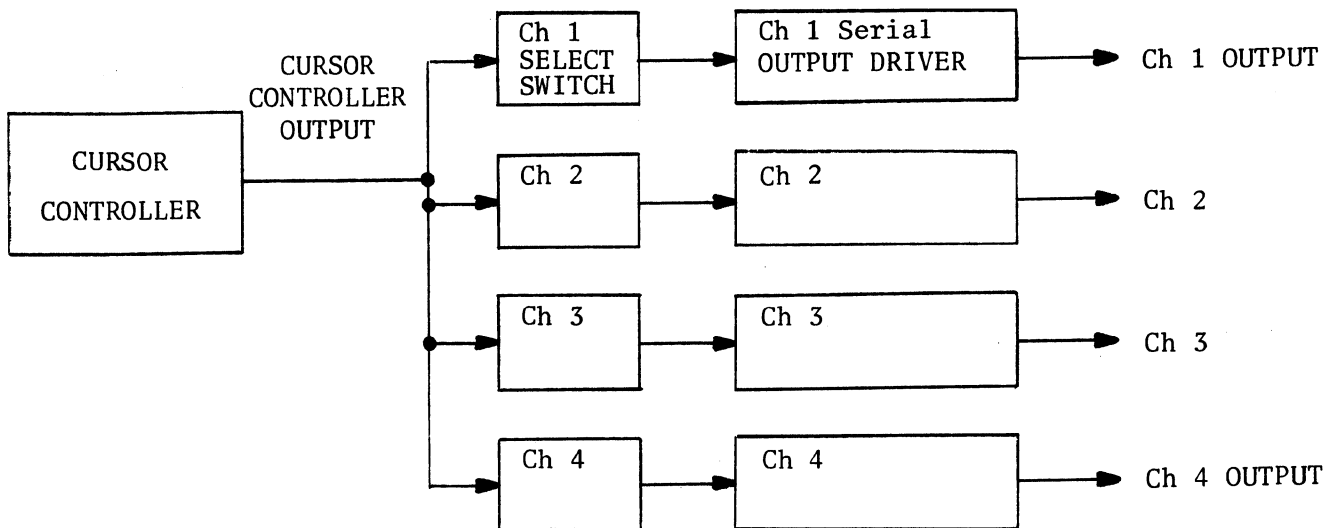 CURSOR
CONTROLLER
CURSOR
CONTROLLER
OUTPUT
Ch 1
SELECT
SWITCH
Ch 1 Serial
OUTPUT DRIVER
Ch 1 OUTPUT
Ch 2
Ch 2
Ch 2
Ch 3
Ch 3
Ch 3
Ch 4
Ch 4
Ch 4 OUTPUT